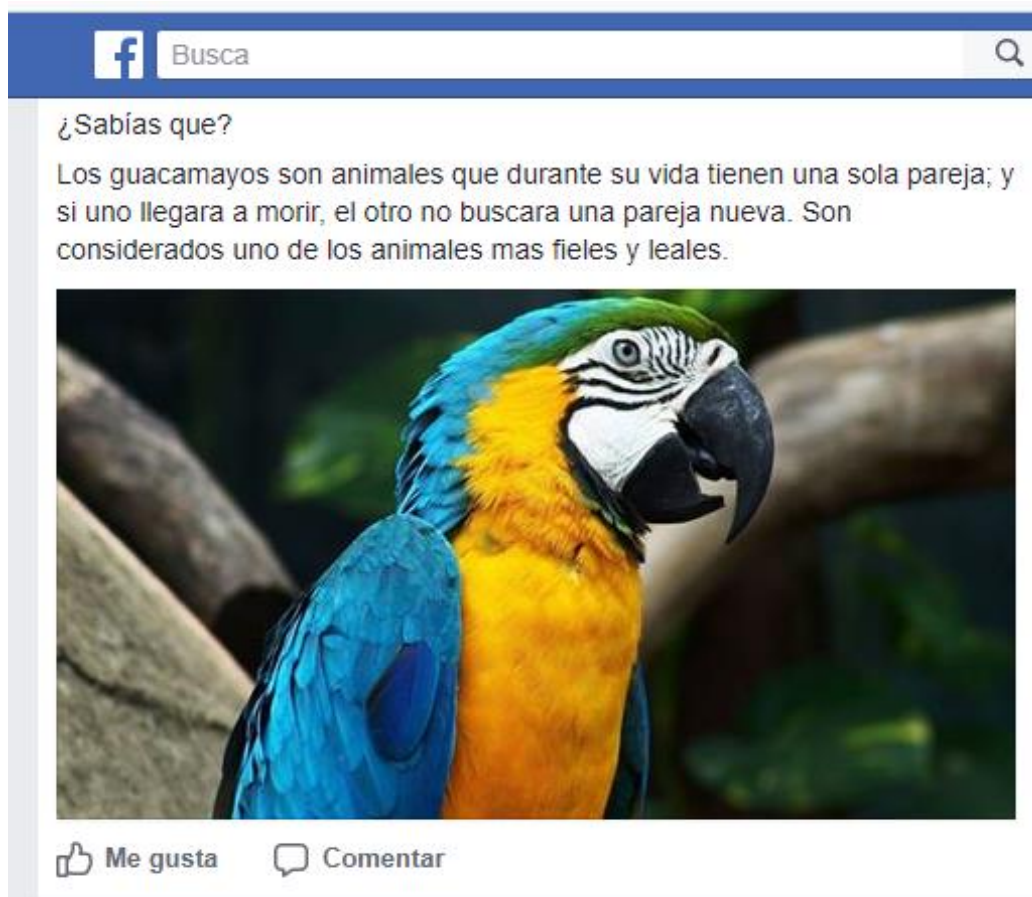 f Busca
¿Sabías que?
Los guacamayos son animales que durante su vida tienen una sola pareja; y
si uno llegara a morir, el otro no buscara una pareja nueva. Son
considerados uno de los animales mas fieles y leales.
Me gusta Comentar